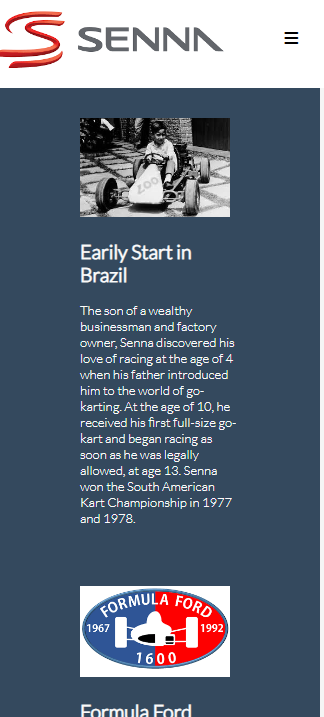 SENNA
ZOO
Earily Start in
Brazil
The son of a wealthy
businessman and factory
owner, Senna discovered his
love of racing at the age of 4
when his father introduced
him to the world of go-
karting. At the age of 10, he
received his first full-size go-
kart and began racing as
soon as he was legally
allowed, at age 13. Senna
won the South American
Kart Championship in 1977
and 1978.
FORMULA FORD
1967 1992
1600
Formula Ford